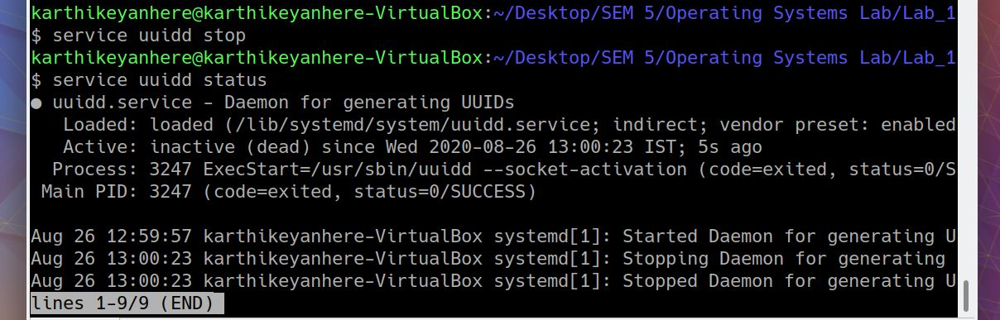 karthikeyanhere@karthikeyanhere-VirtualBox:~/Desktop/SEM 5/Operating Systems Lab/Lab_1
$ service uuidd stop
karthikeyanhere@karthikeyanhere-VirtualBox:~/Desktop/SEM 5/Operating Systems Lab/Lab_1
$ service uuidd status
● uuidd.service - Daemon for generating UUIDs
   Loaded: loaded (/lib/systemd/system/uuidd.service; indirect; vendor preset: enabled
   Active: inactive (dead) since Wed 2020-08-26 13:00:23 IST; 5s ago
  Process: 3247 ExecStart=/usr/sbin/uuidd --socket-activation (code=exited, status=0/S
 Main PID: 3247 (code=exited, status=0/SUCCESS)

Aug 26 12:59:57 karthikeyanhere-VirtualBox systemd[1]: Started Daemon for generating U
Aug 26 13:00:23 karthikeyanhere-VirtualBox systemd[1]: Stopping Daemon for generating
Aug 26 13:00:23 karthikeyanhere-VirtualBox systemd[1]: Stopped Daemon for generating U
lines 1-9/9 (END)